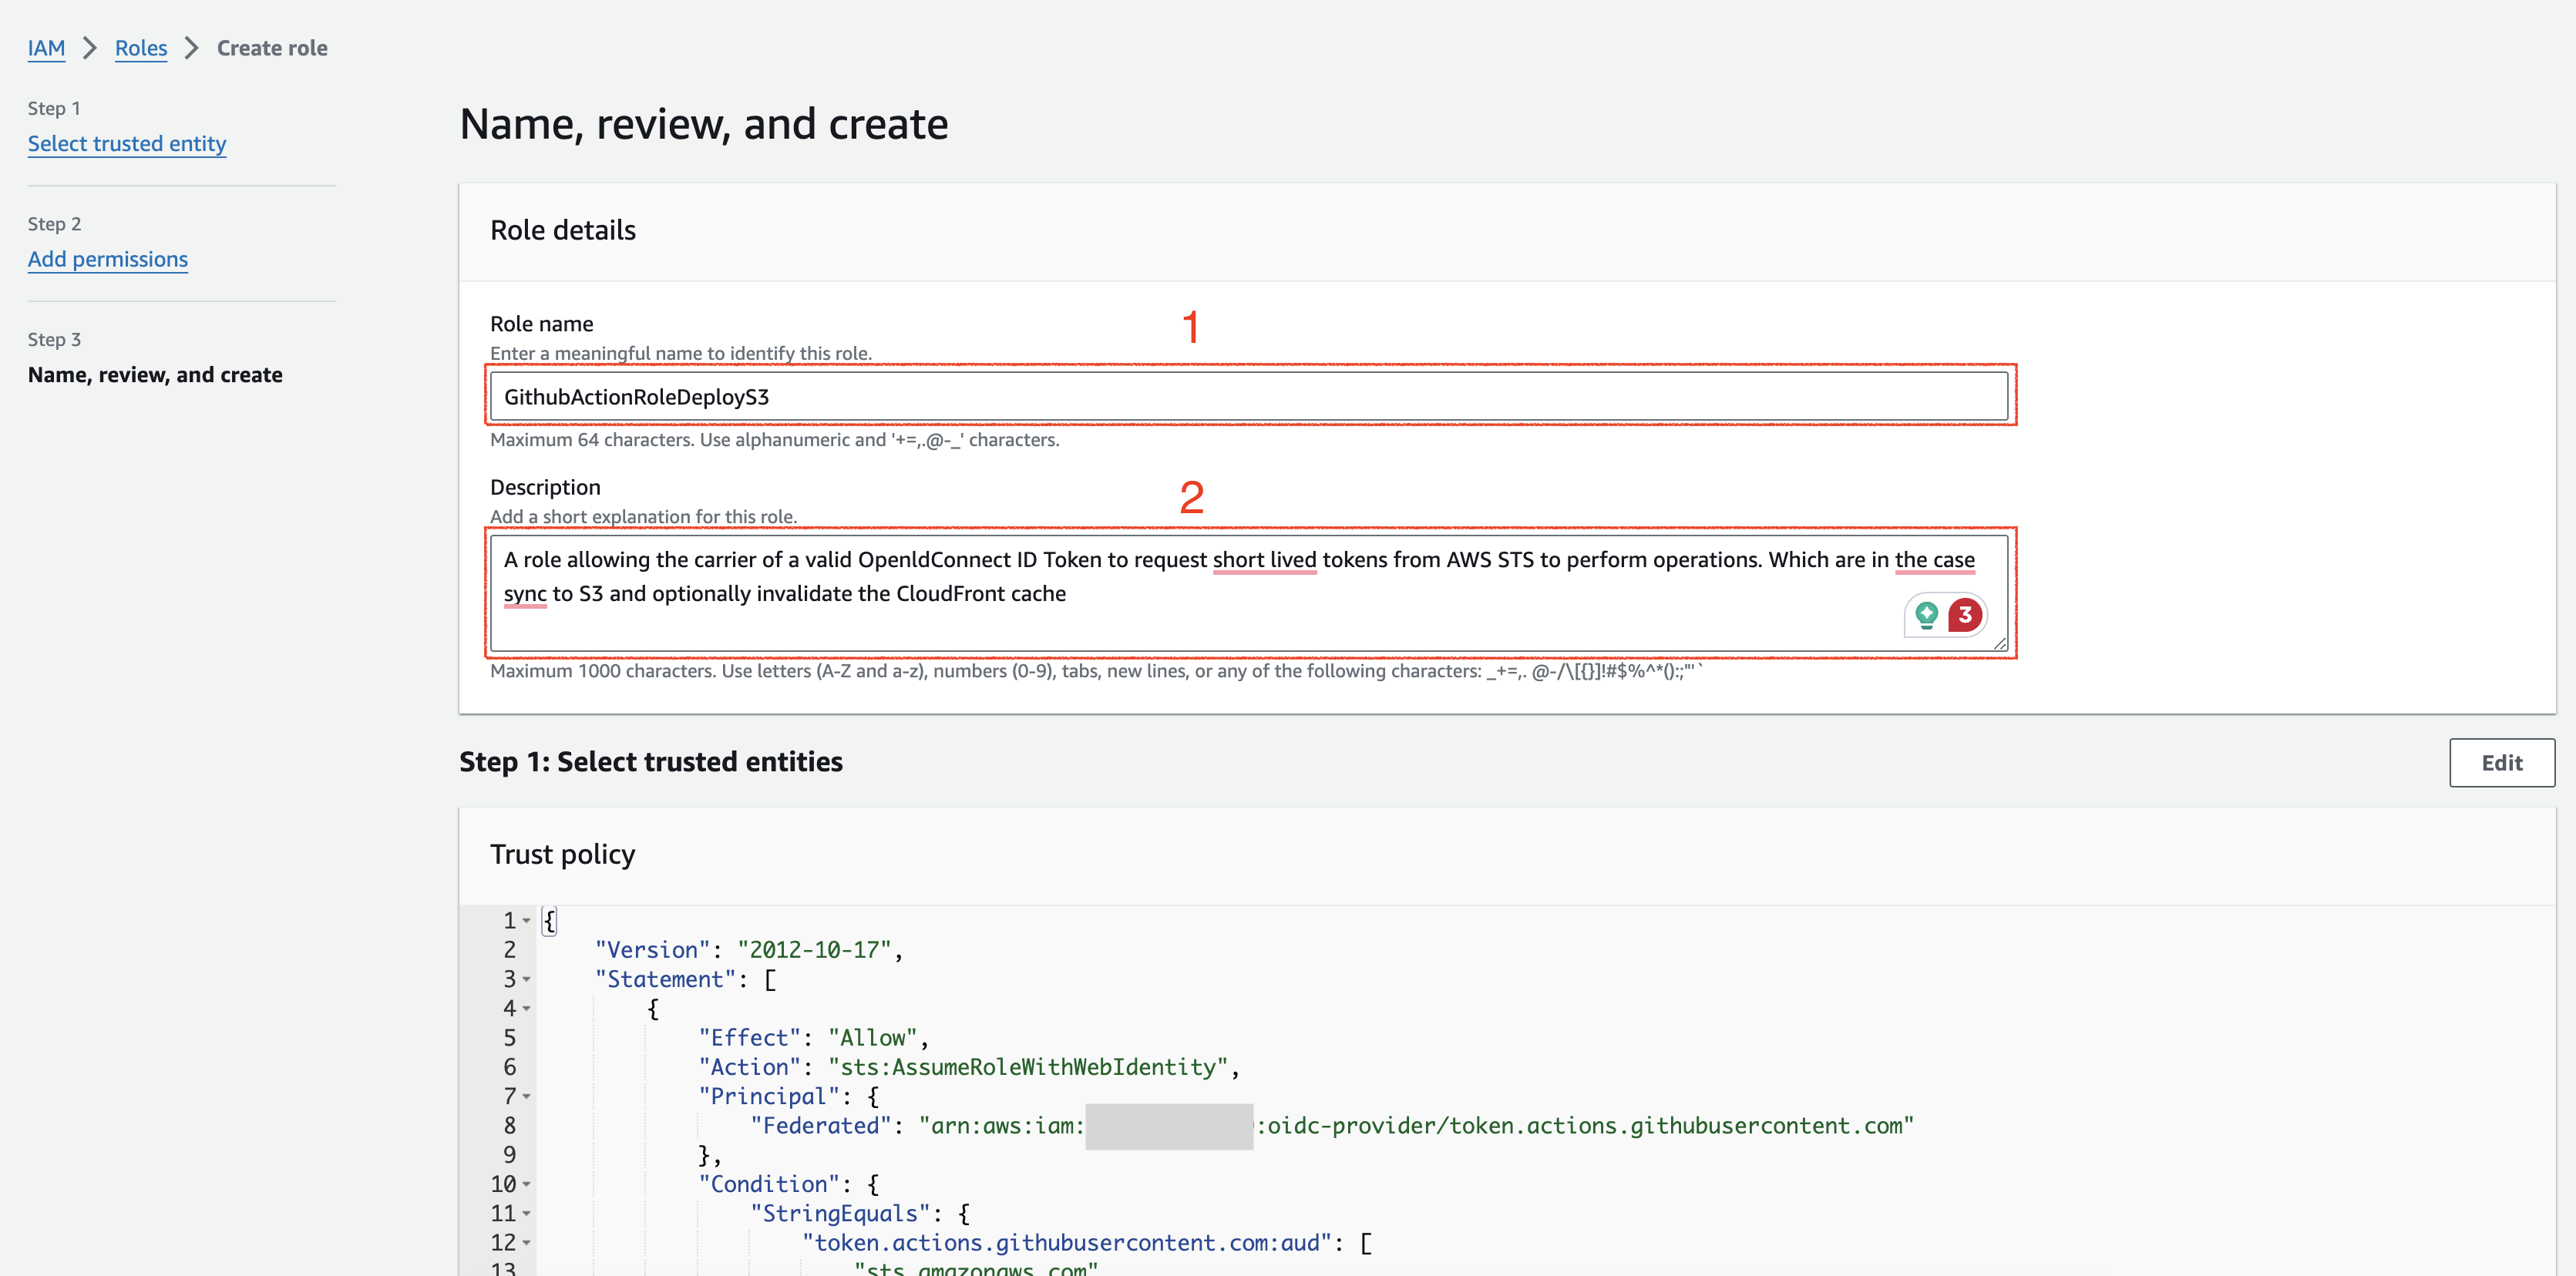 IAM > Roles > Create role
Step 1
Select trusted entity
Step 2
Add permissions
Step 3
Name, review, and create
Name, review, and create
Role details
Role name
1
Enter a meaningful name to identify this role.
GithubActionRoleDeployS3
Maximum 64 characters. Use alphanumeric and '+=,.@-_' characters.
Description
2
Add a short explanation for this role.
A role allowing the carrier of a valid OpenIdConnect ID Token to request short lived tokens from AWS STS to perform operations. Which are in the case
sync to S3 and optionally invalidate the CloudFront cache
3
Maximum 1000 characters. Use letters (A-Z and a-z), numbers (0-9), tabs, new lines, or any of the following characters: _+=,. @-/\[{}]!#$%^*();:"'`
Step 1: Select trusted entities
Edit
Trust policy
1 {
2 "Version": "2012-10-17",
3 "Statement": [
4 {
5 "Effect": "Allow",
6 "Action": "sts:AssumeRoleWithWebIdentity",
7 "Principal": {
8 "Federated": "arn:aws:iam: :oidc-provider/token.actions.githubusercontent.com"
9 },
10 "Condition": {
11 "StringEquals": {
12 "token.actions.githubusercontent.com:aud": [
13 "sts.amazonaws.com"